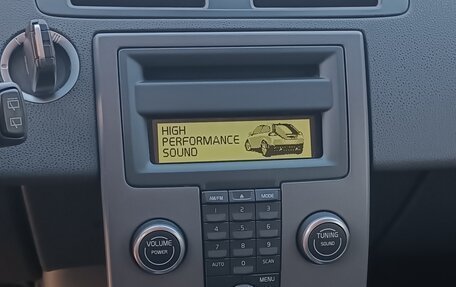 HIGH
PERFORMANCE
SOUND
AM/FM MODE
1 2 3
4 5 6
7 8 9
AUTO 0 SCAN
MENU
VOLUME
POWER
TUNING
SOUND